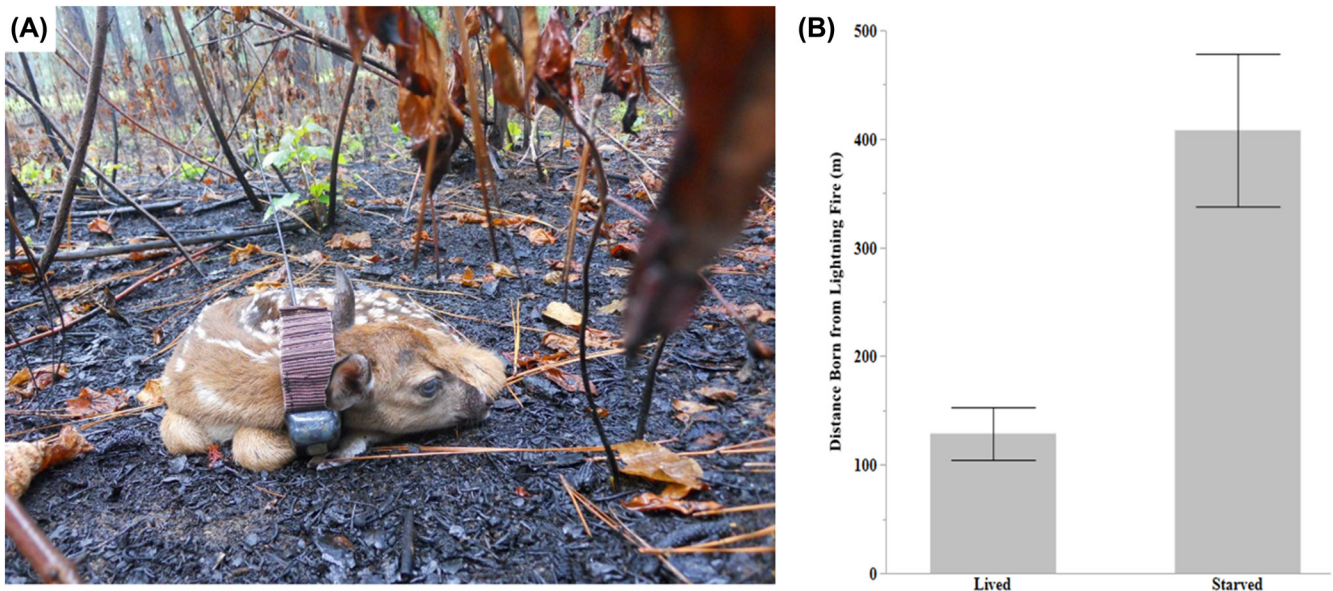 (A)
(B)
Distance Born from Lightning Fire (m)
500
400
300
200
100
0
Lived
Starved